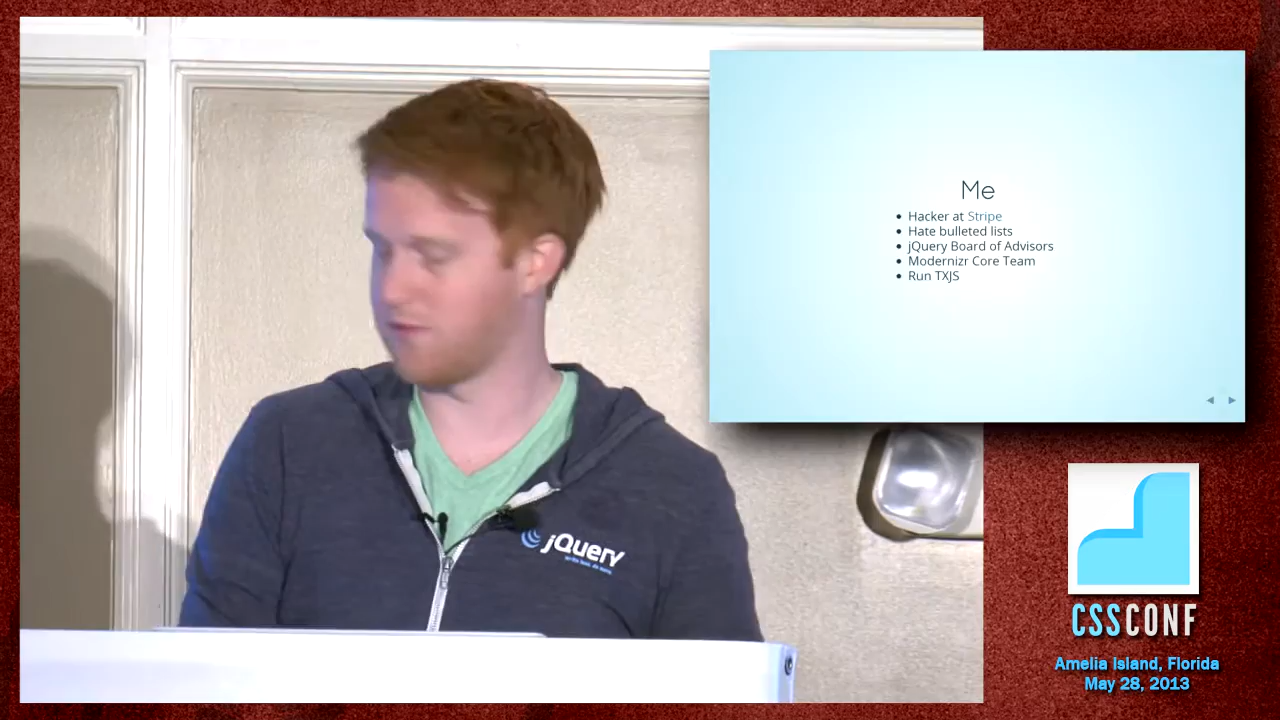 Me
Hacker at Stripe
Hate bulleted lists
jQuery Board of Advisors
Modernizr Core Team
Run TXJS
jQuery
CSSCONF
Amelia Island, Florida
May 28, 2013